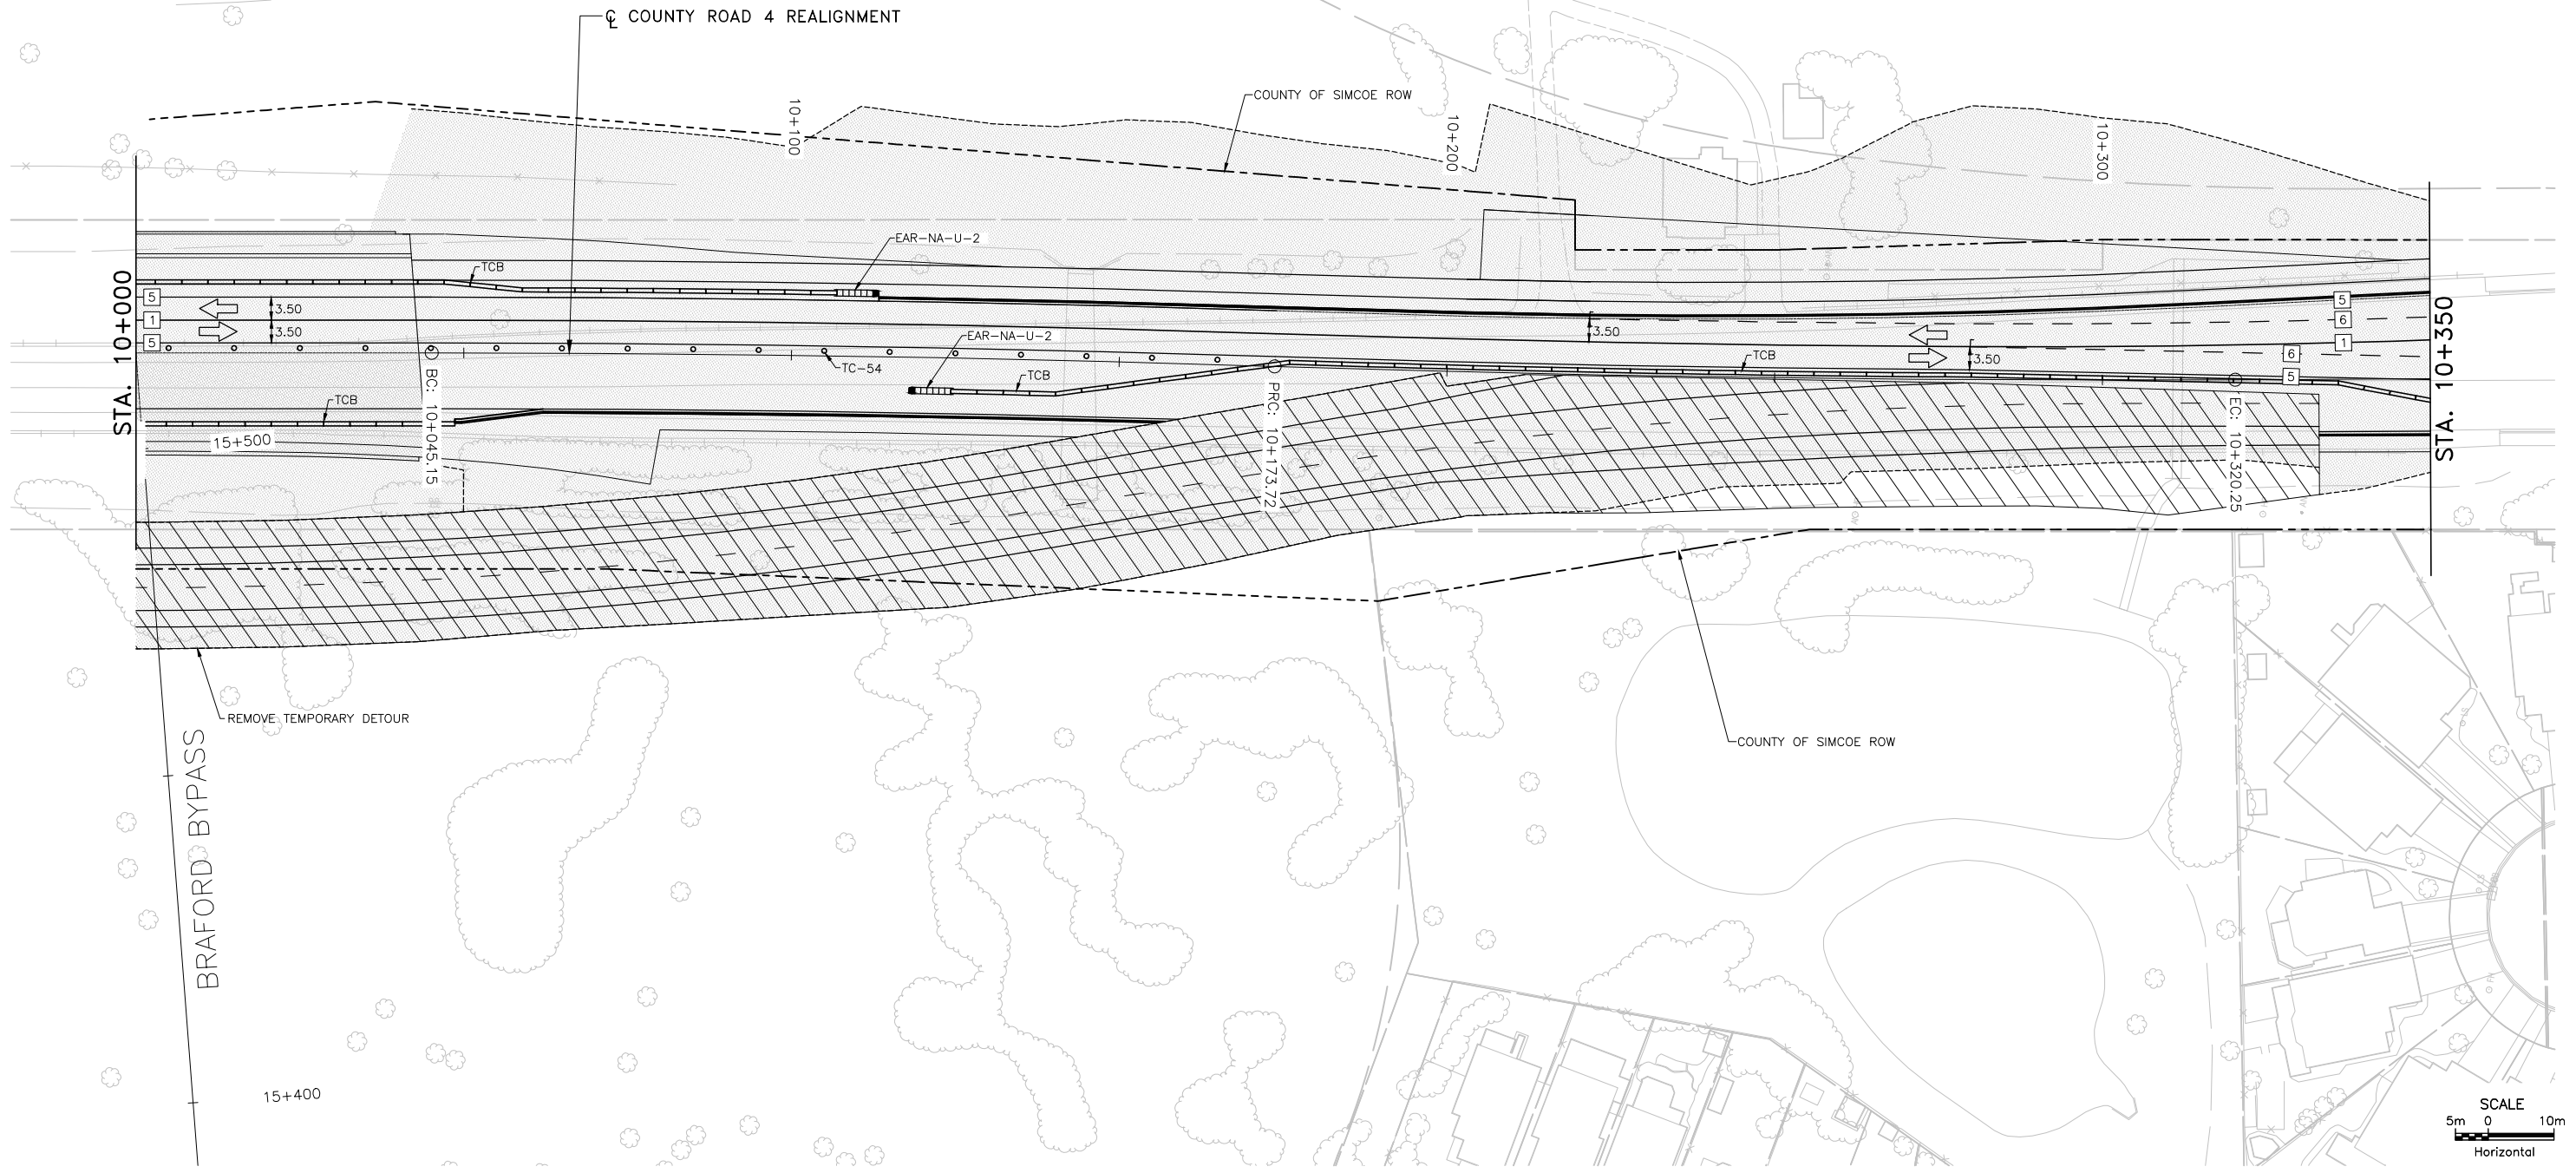 ℄ COUNTY ROAD 4 REALIGNMENT
COUNTY OF SIMCOE ROW
10+100
10+200
10+300
EAR-NA-U-2
TCB
STA. 10+000
5
1
5
3.50
3.50
EAR-NA-U-2
TC-54
TCB
TCB
15+500
BC: 10+045.15
PRC: 10+173.72
3.50
3.50
TCB
5
6
1
6
5
EC: 10+320.25
STA. 10+350
REMOVE TEMPORARY DETOUR
COUNTY OF SIMCOE ROW
BRAFORD BYPASS
15+400
SCALE
5m 0 10m
Horizontal